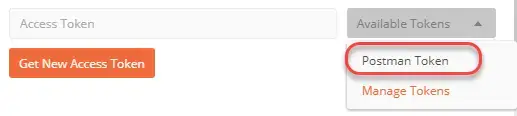 Access Token
Available Tokens
Get New Access Token
Postman Token
Manage Tokens